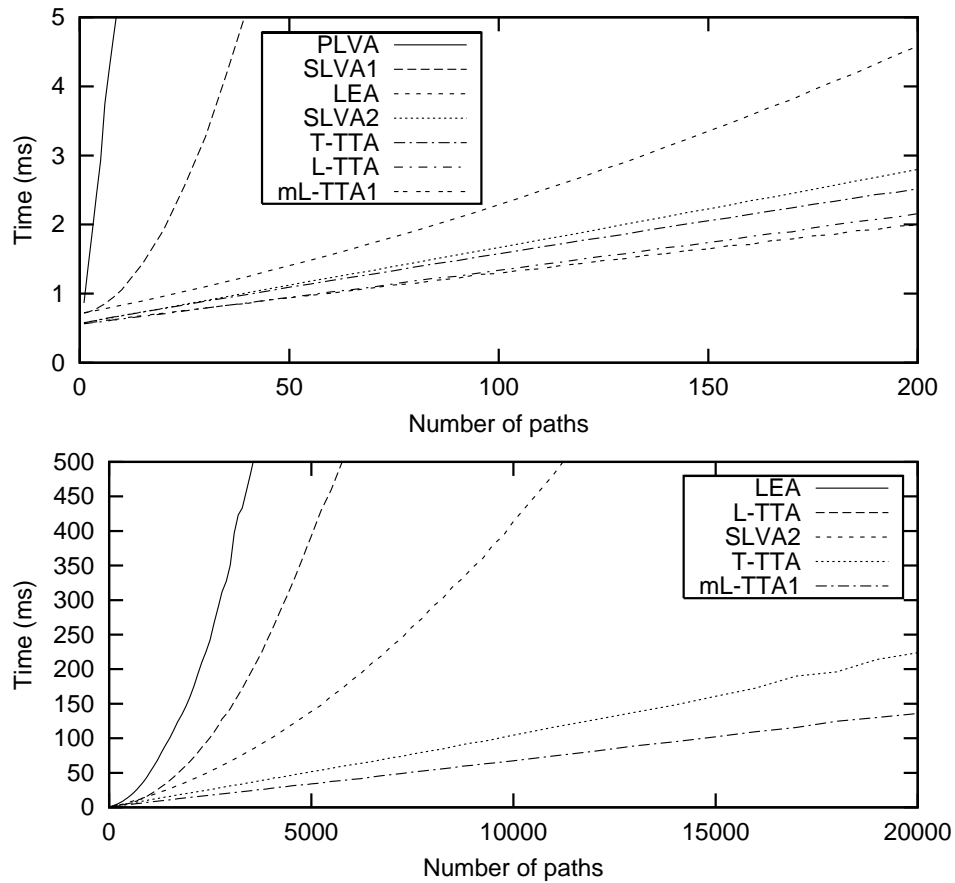 5
4
3
2
1
0
Time (ms)
PLVA
SLVA1
LEA
SLVA2
T-TTA
L-TTA
mL-TTA1
0 50 100 150 200
Number of paths
500
450
400
350
300
250
200
150
100
50
0
Time (ms)
LEA
L-TTA
SLVA2
T-TTA
mL-TTA1
0 5000 10000 15000 20000
Number of paths